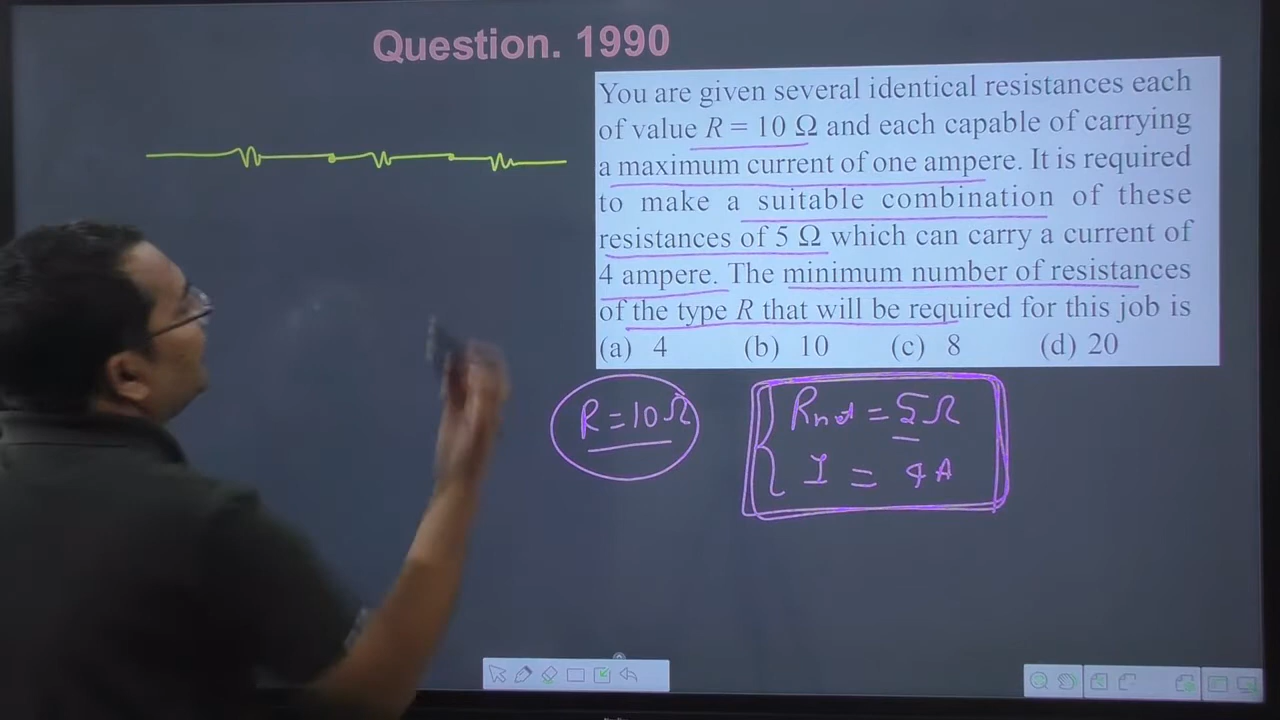 Question. 1990
You are given several identical resistances each
of value R = 10 Ω and each capable of carrying
a maximum current of one ampere. It is required
to make a suitable combination of these
resistances of 5 Ω which can carry a current of
4 ampere. The minimum number of resistances
of the type R that will be required for this job is
(a) 4 (b) 10 (c) 8 (d) 20
R = 10 Ω
Rnet = 5 Ω
I = 4 A